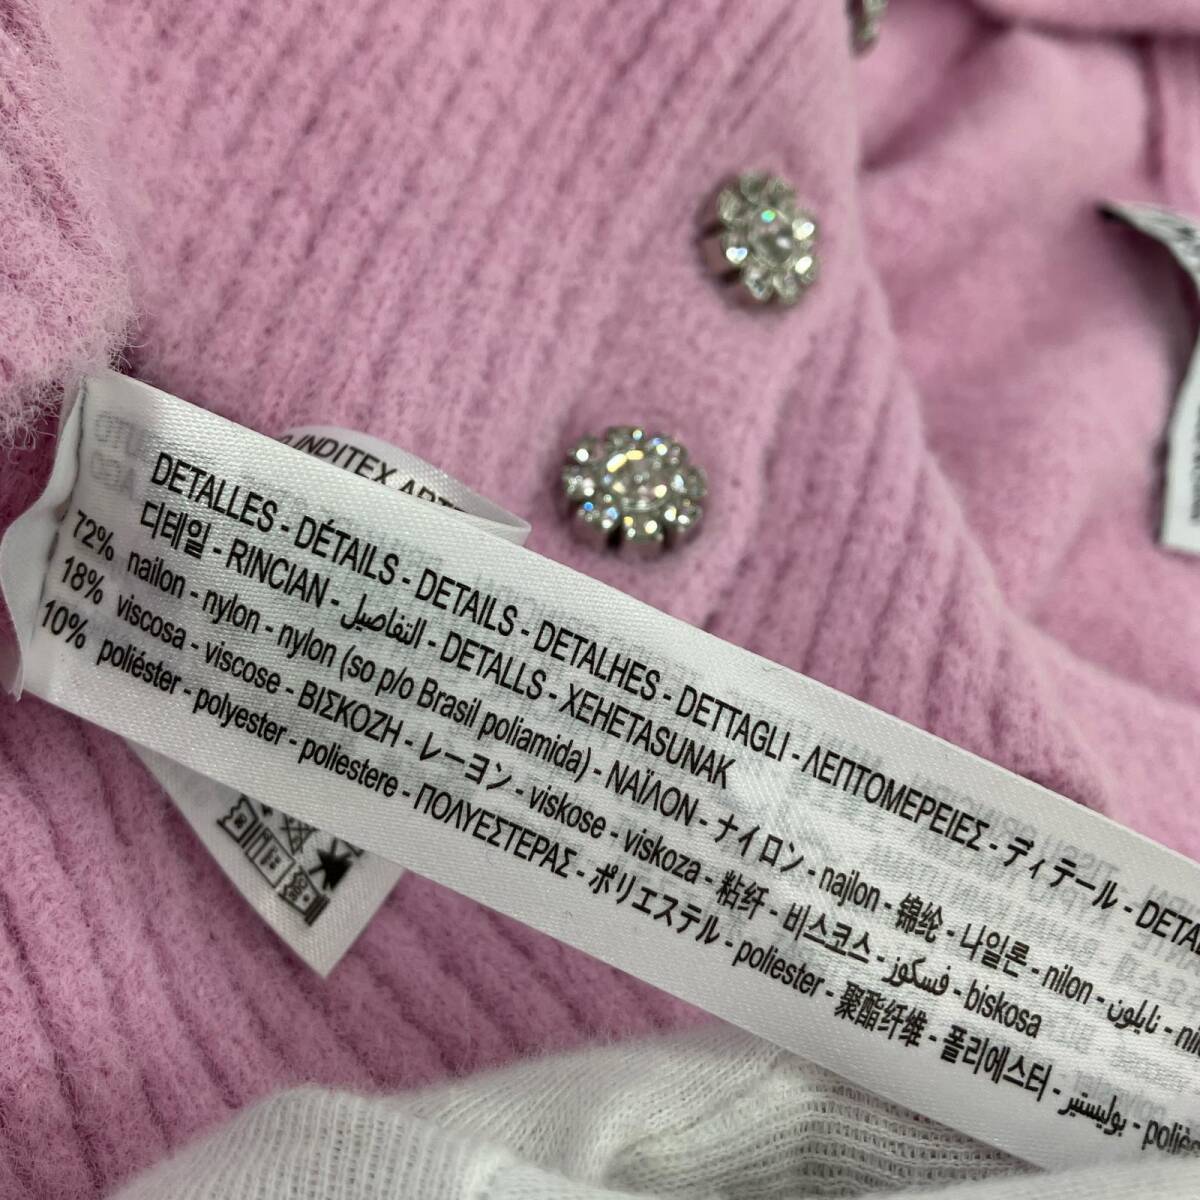 INDITEX
DETALLES - DÉTAILS - DETAILS - DETALHES - DETTAGLI - ΛΕΠΤΟΜΕΡΕΙΕΣ - ディテール -
디테일 - RINCIAN - التفاصيل - DETALLS - XEHETASUNAK
72% nailon - nylon - nylon (so p/o Brasil poliamida) - ΝΑΪΛΟΝ - ナイロン - najlon - 锦纶 - 나일론 - nilon - نايلون -
18% viscosa - viscose - ΒΙΣΚΟΖΗ - レーヨン - viskose - viskoza - 粘纤 - 비스코스 - فسكوز - biskosa
10% poliéster - polyester - poliestere - ΠΟΛΥΕΣΤΕΡΑΣ - ポリエステル - poliester - 聚酯纤维 - 폴리에스터 - بوليستير -